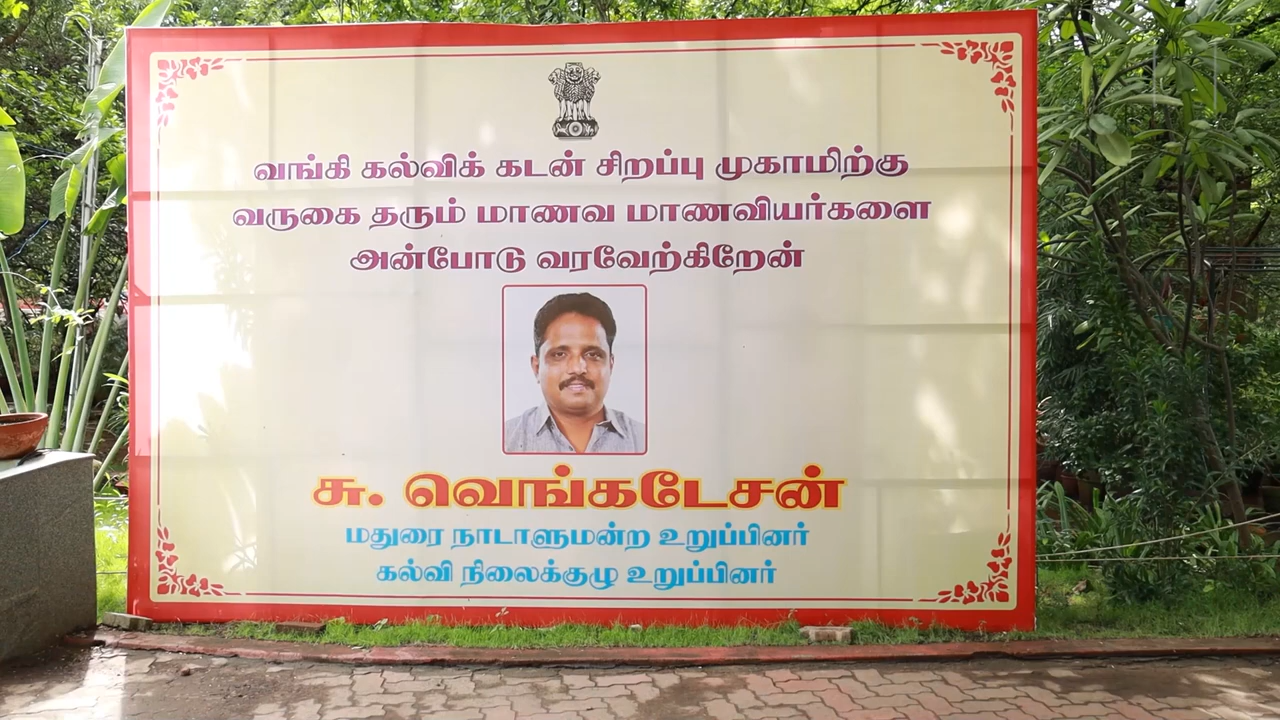 வங்கி கல்விக் கடன் சிறப்பு முகாமிற்கு
வருகை தரும் மாணவ மாணவியர்களை
அன்போடு வரவேற்கிறேன்
சு. வெங்கடேசன்
மதுரை நாடாளுமன்ற உறுப்பினர்
கல்வி நிலைக்குழு உறுப்பினர்